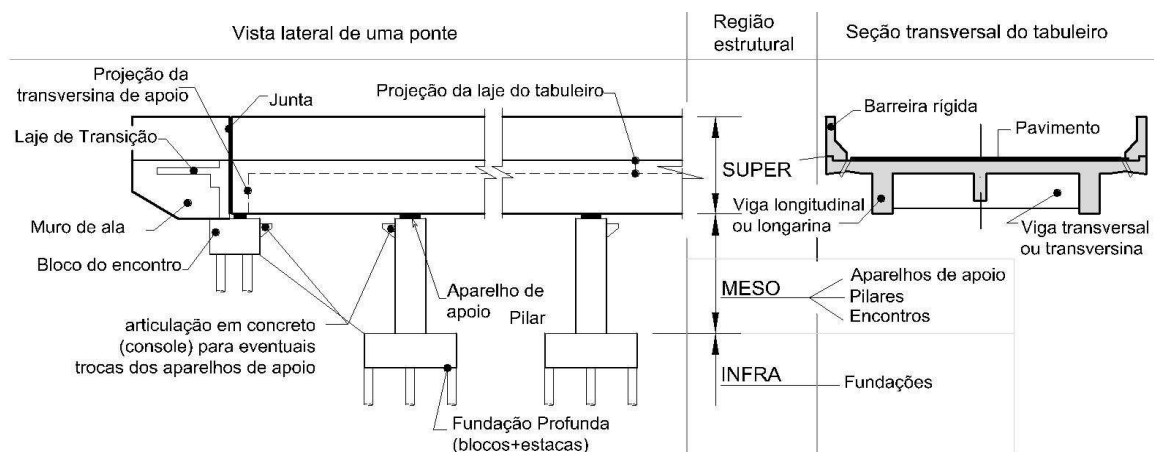 Vista lateral de uma ponte
Região
estrutural
Seção transversal do tabuleiro
Projeção da
transversina de apoio
Junta
Projeção da laje do tabuleiro
Laje de Transição
Muro de ala
Bloco do encontro
articulação em concreto
(console) para eventuais
trocas dos aparelhos de apoio
Aparelho de
apoio
Pilar
Fundação Profunda
(blocos+estacas)
SUPER
MESO
INFRA
Barreira rígida
Pavimento
Viga longitudinal
ou longarina
Viga transversal
ou transversina
Aparelhos de apoio
Pilares
Encontros
Fundações